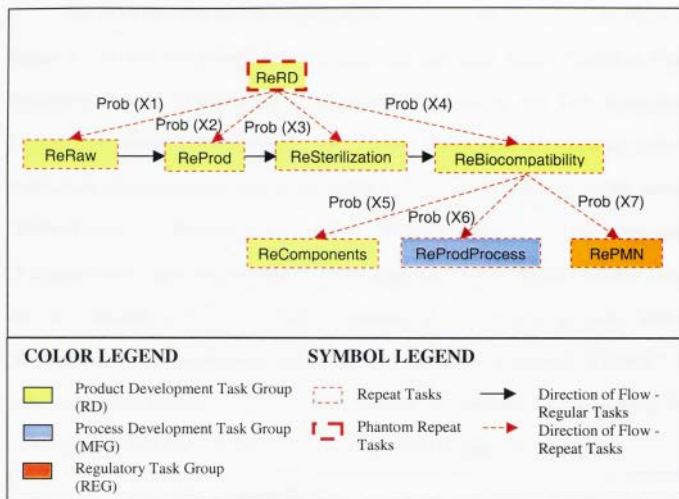 ReRD
Prob (X1)
Prob (X2)
Prob (X3)
Prob (X4)
ReRaw
ReProd
ReSterilization
ReBiocompatibility
Prob (X5)
Prob (X6)
Prob (X7)
ReComponents
ReProdProcess
RePMN
COLOR LEGEND
Product Development Task Group
(RD)
Process Development Task Group
(MFG)
Regulatory Task Group
(REG)
SYMBOL LEGEND
Repeat Tasks
Phantom Repeat
Tasks
Direction of Flow -
Regular Tasks
Direction of Flow -
Repeat Tasks